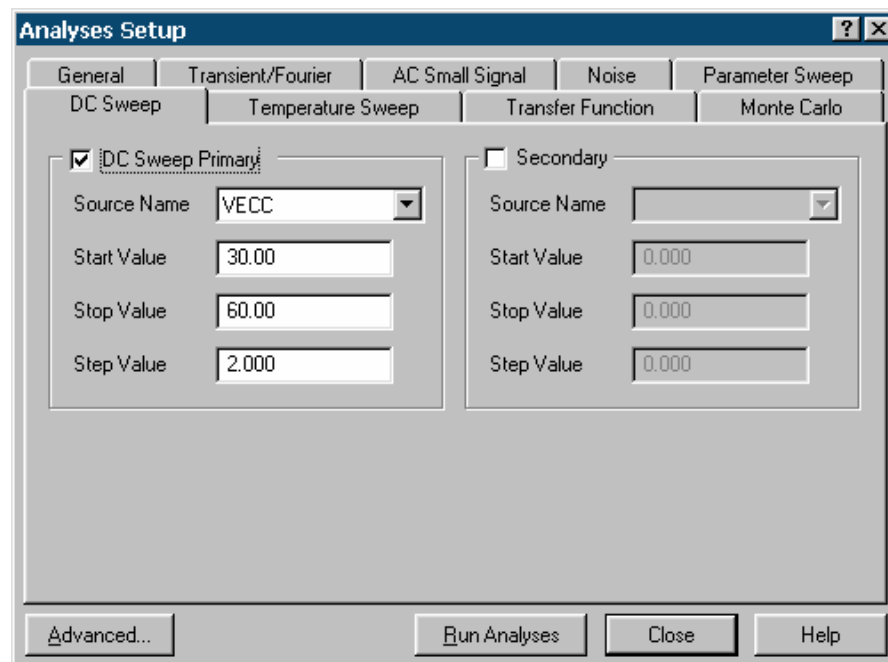 Analyses Setup
General Transient/Fourier AC Small Signal Noise Parameter Sweep
DC Sweep Temperature Sweep Transfer Function Monte Carlo
DC Sweep Primary
Source Name VECC
Start Value 30.00
Stop Value 60.00
Step Value 2.000
Secondary
Source Name
Start Value 0.000
Stop Value 0.000
Step Value 0.000
Advanced... Run Analyses Close Help